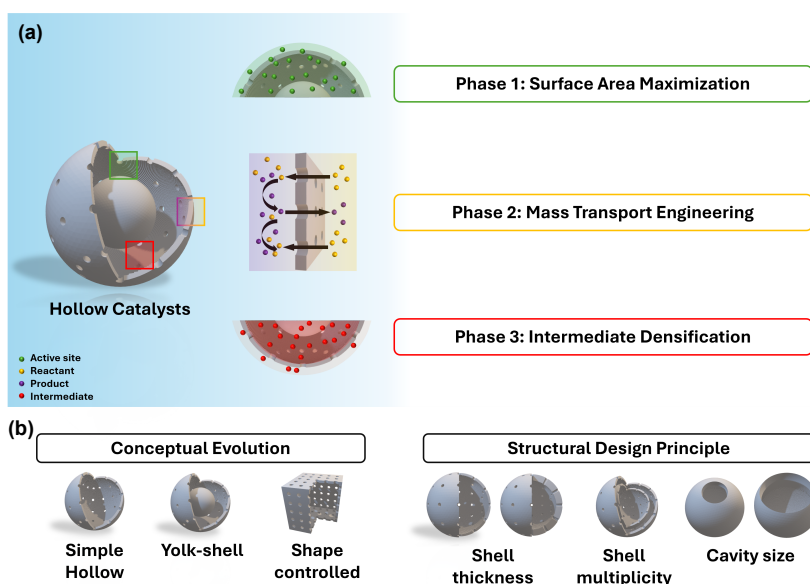 (a)
Phase 1: Surface Area Maximization
Phase 2: Mass Transport Engineering
Hollow Catalysts
Phase 3: Intermediate Densification
Active site
Reactant
Product
Intermediate
(b)
Conceptual Evolution
Structural Design Principle
Simple
Hollow
Yolk-shell
Shape
controlled
Shell
thickness
Shell
multiplicity
Cavity size